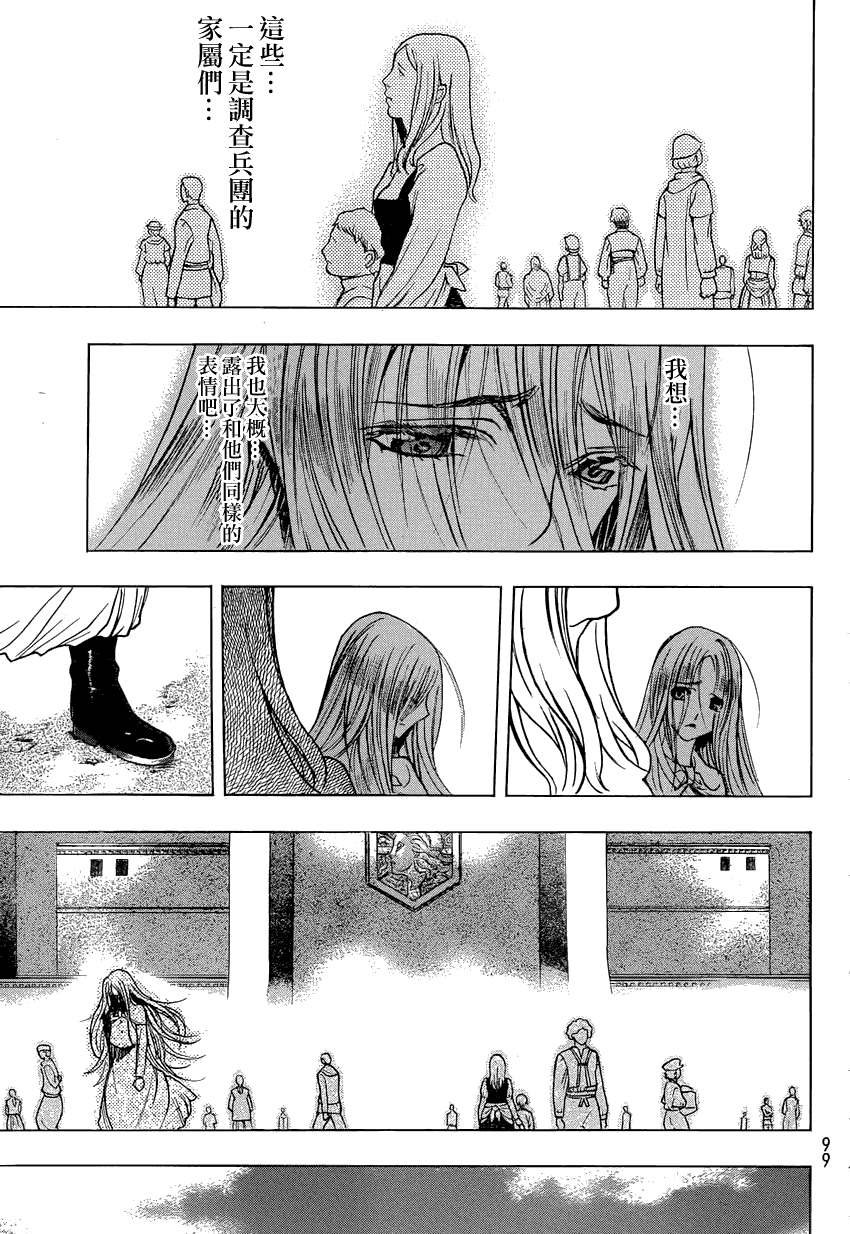 這些…
一定是調查兵團的
家屬們…
我想…
我也大概…
露出了和他們同樣的
表情吧…
99